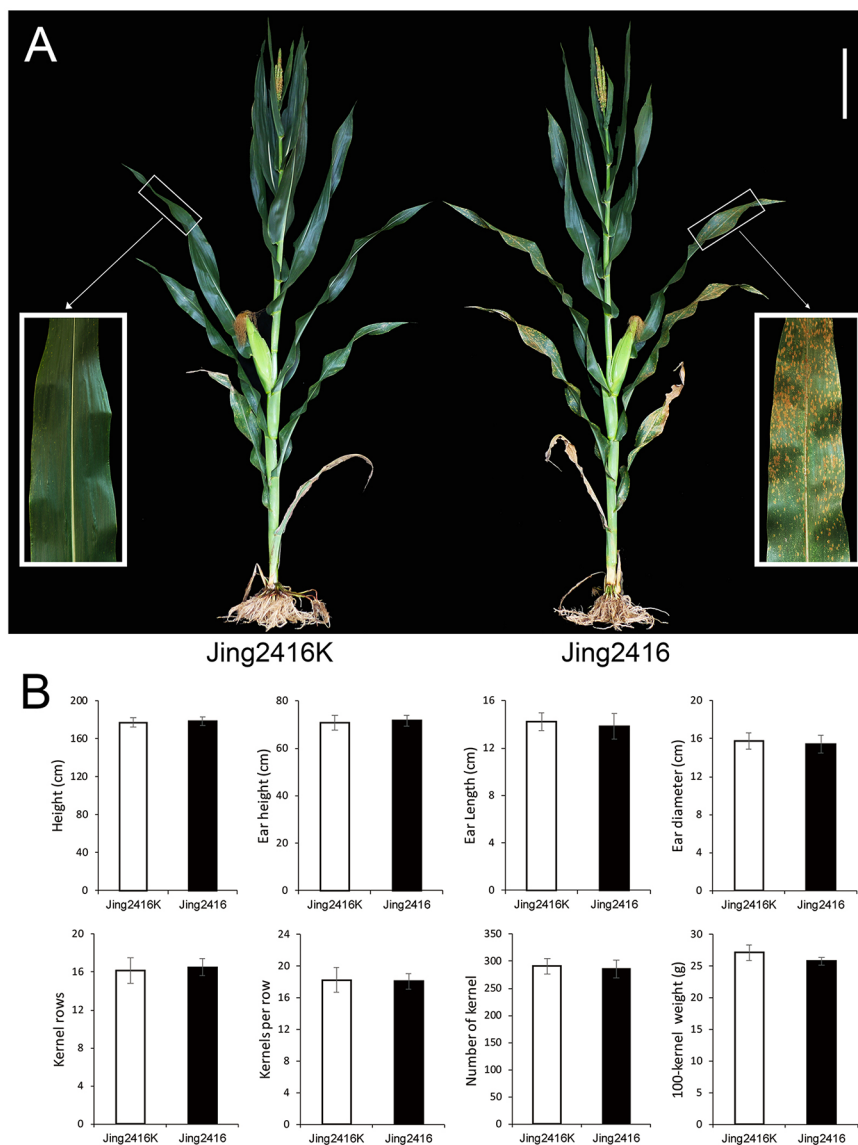 A
Jing2416K Jing2416
B
Height (cm)
200
160
120
80
40
0
Jing2416K Jing2416
Ear height (cm)
80
60
40
20
0
Jing2416K Jing2416
Ear Length (cm)
16
12
8
4
0
Jing2416K Jing2416
Ear diameter (cm)
20
16
12
8
4
0
Jing2416K Jing2416
Kernel rows
20
16
12
8
4
0
Jing2416K Jing2416
Kernels per row
24
20
16
12
8
4
0
Jing2416K Jing2416
Number of kernel
350
300
250
200
150
100
50
0
Jing2416K Jing2416
100-kernel weight (g)
30
25
20
15
10
5
0
Jing2416K Jing2416